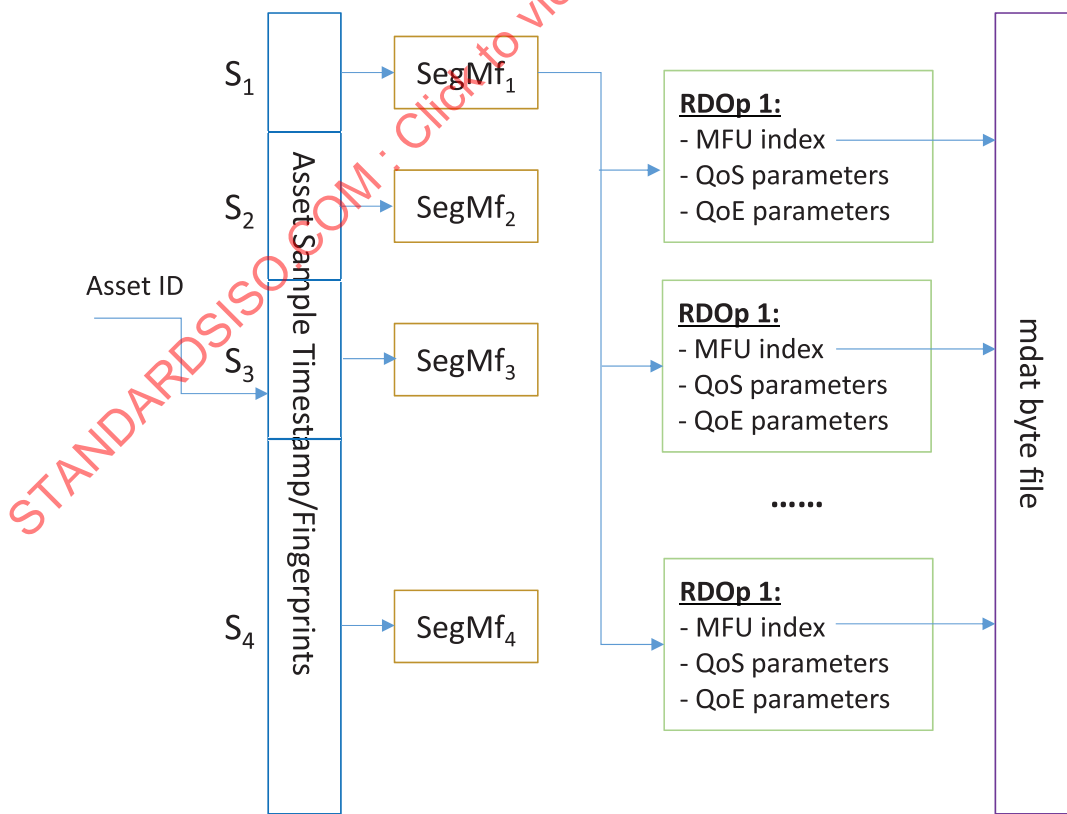 S1
S2
S3
S4
Asset ID
Asset Sample Timestamp/Fingerprints
SegMf1
SegMf2
SegMf3
SegMf4
RDOp 1:
- MFU index
- QoS parameters
- QoE parameters
RDOp 1:
- MFU index
- QoS parameters
- QoE parameters
......
RDOp 1:
- MFU index
- QoS parameters
- QoE parameters
mdat byte file
STANDARDSISO.COM : Click to